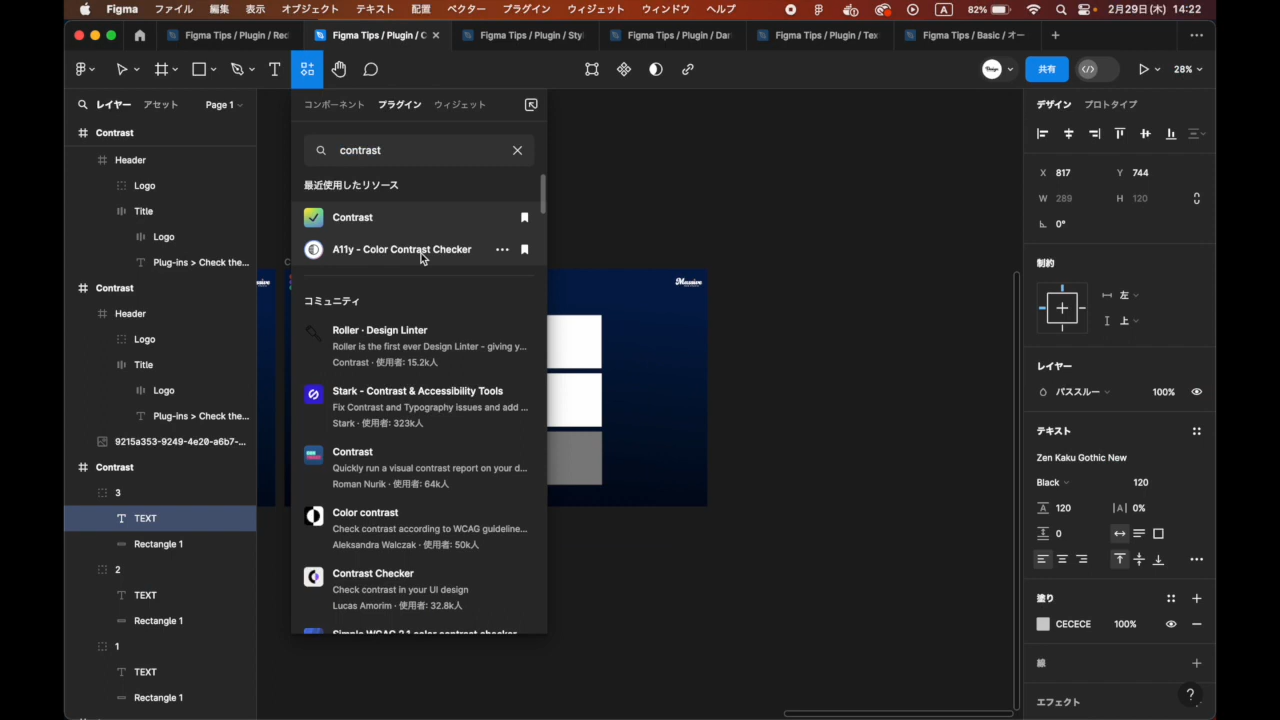 Figma ファイル 編集 表示 オブジェクト テキスト 配置 ベクター プラグイン ウィジェット ウィンドウ ヘルプ A 82% 2月29日(木) 14:22
Figma Tips / Plugin / Rec
Figma Tips / Plugin / C
Figma Tips / Plugin / Sty
Figma Tips / Plugin / Dar
Figma Tips / Plugin / Tex
Figma Tips / Basic / オー
共有
28%
レイヤー アセット Page 1
Contrast
Header
Logo
Title
Logo
Plug-ins > Check the...
Contrast
Header
Logo
Title
Logo
Plug-ins > Check the...
9215a353-9249-4e20-a6b7-...
Contrast
3
TEXT
Rectangle 1
2
TEXT
Rectangle 1
1
TEXT
Rectangle 1
コンポーネント プラグイン ウィジェット
contrast
最近使用したリソース
Contrast
A11y - Color Contrast Checker
コミュニティ
Roller · Design Linter
Roller is the first ever Design Linter - giving y...
Contrast · 使用者: 15.2k人
Stark - Contrast & Accessibility Tools
Fix Contrast and Typography issues and add ...
Stark · 使用者: 323k人
Contrast
Quickly run a visual contrast report on your d...
Roman Nurik · 使用者: 64k人
Color contrast
Check contrast according to WCAG guideline...
Aleksandra Walczak · 使用者: 50k人
Contrast Checker
Check contrast in your UI design
Lucas Amorim · 使用者: 32.8k人
Simple WCAG 2.1 color contrast checker
Massive
デザイン プロトタイプ
X 817 Y 744
W 289 H 120
0°
制約
左
上
レイヤー
パススルー 100%
テキスト
Zen Kaku Gothic New
Black 120
120 |A| 0%
0
塗り
CECECE 100%
線
エフェクト
?